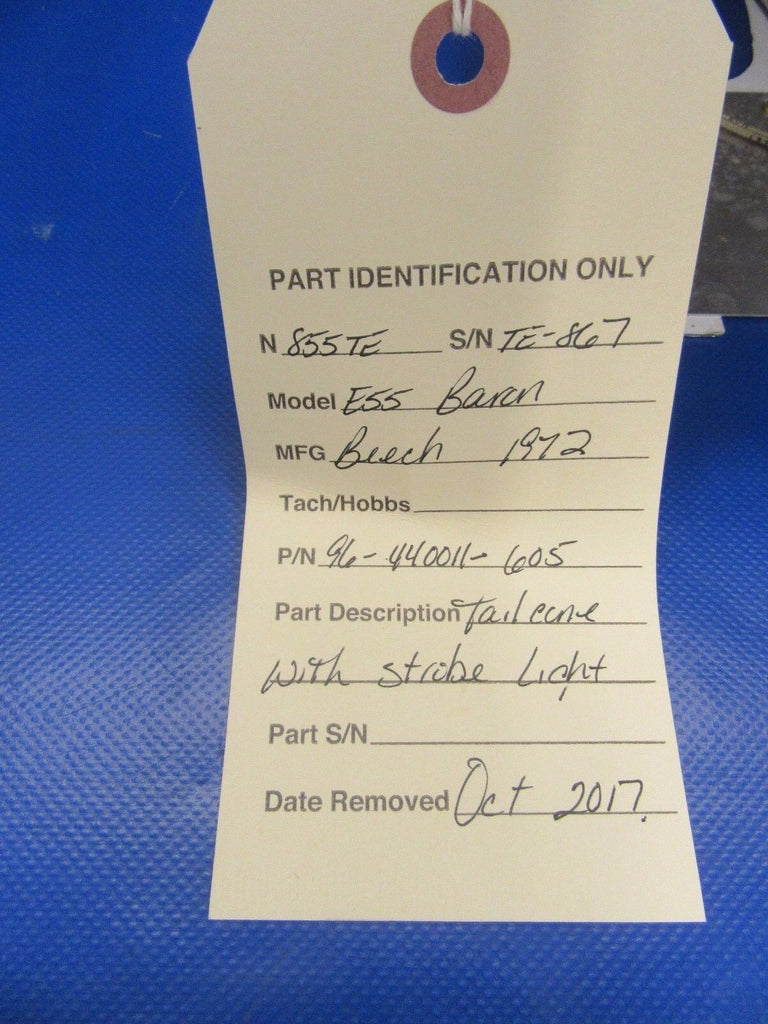 PART IDENTIFICATION ONLY
N 855TE S/N TE-867
Model E55 Baron
MFG Beech 1972
Tach/Hobbs
P/N 96-440011-605
Part Description Tail cone
with strobe light
Part S/N
Date Removed Oct 2017.